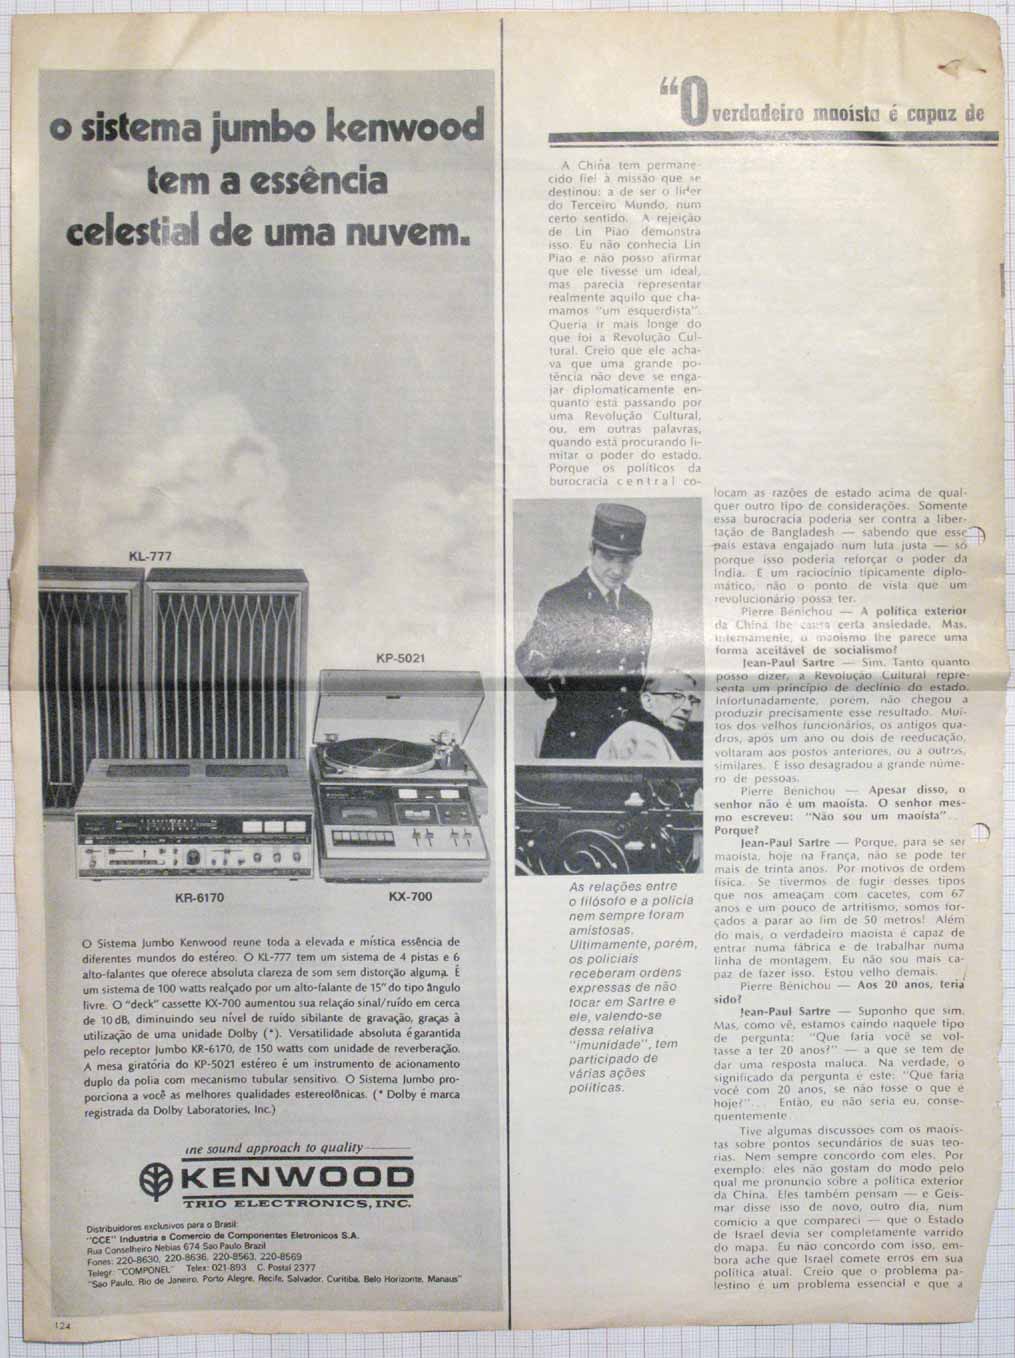 o sistema jumbo kenwood
tem a essência
celestial de uma nuvem.
KL-777
KP-5021
KR-6170
KX-700
O Sistema Jumbo Kenwood reune toda a elevada e mística essência de
diferentes mundos do estéreo. O KL-777 tem um sistema de 4 pistas e 6
alto-falantes que oferece absoluta clareza de som sem distorção alguma. É
um sistema de 100 watts realçado por um alto-falante de 15" do tipo ângulo
livre. O "deck" cassette KX-700 aumentou sua relação sinal/ruído em cerca
de 10 dB, diminuindo seu nível de ruído sibilante de gravação, graças à
utilização de uma unidade Dolby (*). Versatilidade absoluta é garantida
pelo receptor Jumbo KR-6170, de 150 watts com unidade de reverberação.
A mesa giratória do KP-5021 estéreo é um instrumento de acionamento
duplo da polia com mecanismo tubular sensitivo. O Sistema Jumbo pro-
porciona a você as melhores qualidades estereofônicas. (* Dolby é marca
registrada da Dolby Laboratories, Inc.)
the sound approach to quality
KENWOOD
TRIO ELECTRONICS, INC.
Distribuidores exclusivos para o Brasil:
"CCE" Industria e Comercio de Componentes Eletronicos S.A.
Rua Conselheiro Nebias 674 Sao Paulo Brazil
Fones: 220-8630, 220-8636, 220-8563, 220-8569
Telegr: "COMPONEL" Telex: 021-893 C. Postal 2377
"Sao Paulo, Rio de Janeiro, Porto Alegre, Recife, Salvador, Curitiba, Belo Horizonte, Manaus"
124
"O verdadeiro maoísta é capaz de
A China tem permane-
cido fiel à missão que se
destinou: a de ser o líder
do Terceiro Mundo, num
certo sentido. A rejeição
de Lin Piao demonstra
isso. Eu não conhecia Lin
Piao e não posso afirmar
que ele tivesse um ideal,
mas parecia representar
realmente aquilo que cha-
mamos "um esquerdista".
Queria ir mais longe do
que foi a Revolução Cul-
tural. Creio que ele acha-
va que uma grande po-
tência não deve se enga-
jar diplomaticamente en-
quanto está passando por
uma Revolução Cultural,
ou, em outras palavras,
quando está procurando li-
mitar o poder do estado.
Porque os políticos da
burocracia central co-
locam as razões de estado acima de qual-
quer outro tipo de considerações. Somente
essa burocracia poderia ser contra a liber-
tação de Bangladesh — sabendo que esse
país estava engajado num luta justa — só
porque isso poderia reforçar o poder da
Índia. É um raciocínio tipicamente diplo-
mático, não o ponto de vista que um
revolucionário possa ter.
Pierre Bénichou — A política exterior
da China lhe causa certa ansiedade. Mas,
internamente, o maoísmo lhe parece uma
forma aceitável de socialismo?
Jean-Paul Sartre — Sim. Tanto quanto
posso dizer, a Revolução Cultural repre-
senta um princípio de declínio do estado.
Infortunadamente, porém, não chegou a
produzir precisamente esse resultado. Mui-
tos dos velhos funcionários, os antigos qua-
dros, após um ano ou dois de reeducação,
voltaram aos postos anteriores, ou a outros,
similares. E isso desagradou a grande núme-
ro de pessoas.
Pierre Bénichou — Apesar disso, o
senhor não é um maoísta. O senhor mes-
mo escreveu: "Não sou um maoísta"...
Porque?
Jean-Paul Sartre — Porque, para se ser
maoísta, hoje na França, não se pode ter
mais de trinta anos. Por motivos de ordem
física. Se tivermos de fugir desses tipos
que nos ameaçam com cacetes, com 67
anos e um pouco de artritismo, somos for-
çados a parar ao fim de 50 metros! Além
do mais, o verdadeiro maoísta é capaz de
entrar numa fábrica e de trabalhar numa
linha de montagem. Eu não sou mais ca-
paz de fazer isso. Estou velho demais.
Pierre Bénichou — Aos 20 anos, teria
sido?
Jean-Paul Sartre — Suponho que sim.
Mas, como vê, estamos caindo naquele tipo
de pergunta: "Que faria você se vol-
tasse a ter 20 anos?" — a que se tem de
dar uma resposta maluca. Na verdade, o
significado da pergunta é este: "Que faria
você com 20 anos, se não fosse o que é
hoje?"... Então, eu não seria eu, conse-
quentemente.
Tive algumas discussões com os maoís-
tas sobre pontos secundários de suas teo-
rias. Nem sempre concordo com eles. Por
exemplo: eles não gostam do modo pelo
qual me pronuncio sobre a política exterior
da China. Eles também pensam — e Geis-
mar disse isso de novo, outro dia, num
comício a que compareci — que o Estado
de Israel devia ser completamente varrido
do mapa. Eu não concordo com isso, em-
bora ache que Israel comete erros em sua
política atual. Creio que o problema pa-
lestino é um problema essencial e que a
As relações entre
o filósofo e a polícia
nem sempre foram
amistosas.
Ultimamente, porém,
os policiais
receberam ordens
expressas de não
tocar em Sartre e
ele, valendo-se
dessa relativa
"imunidade", tem
participado de
várias ações
políticas.